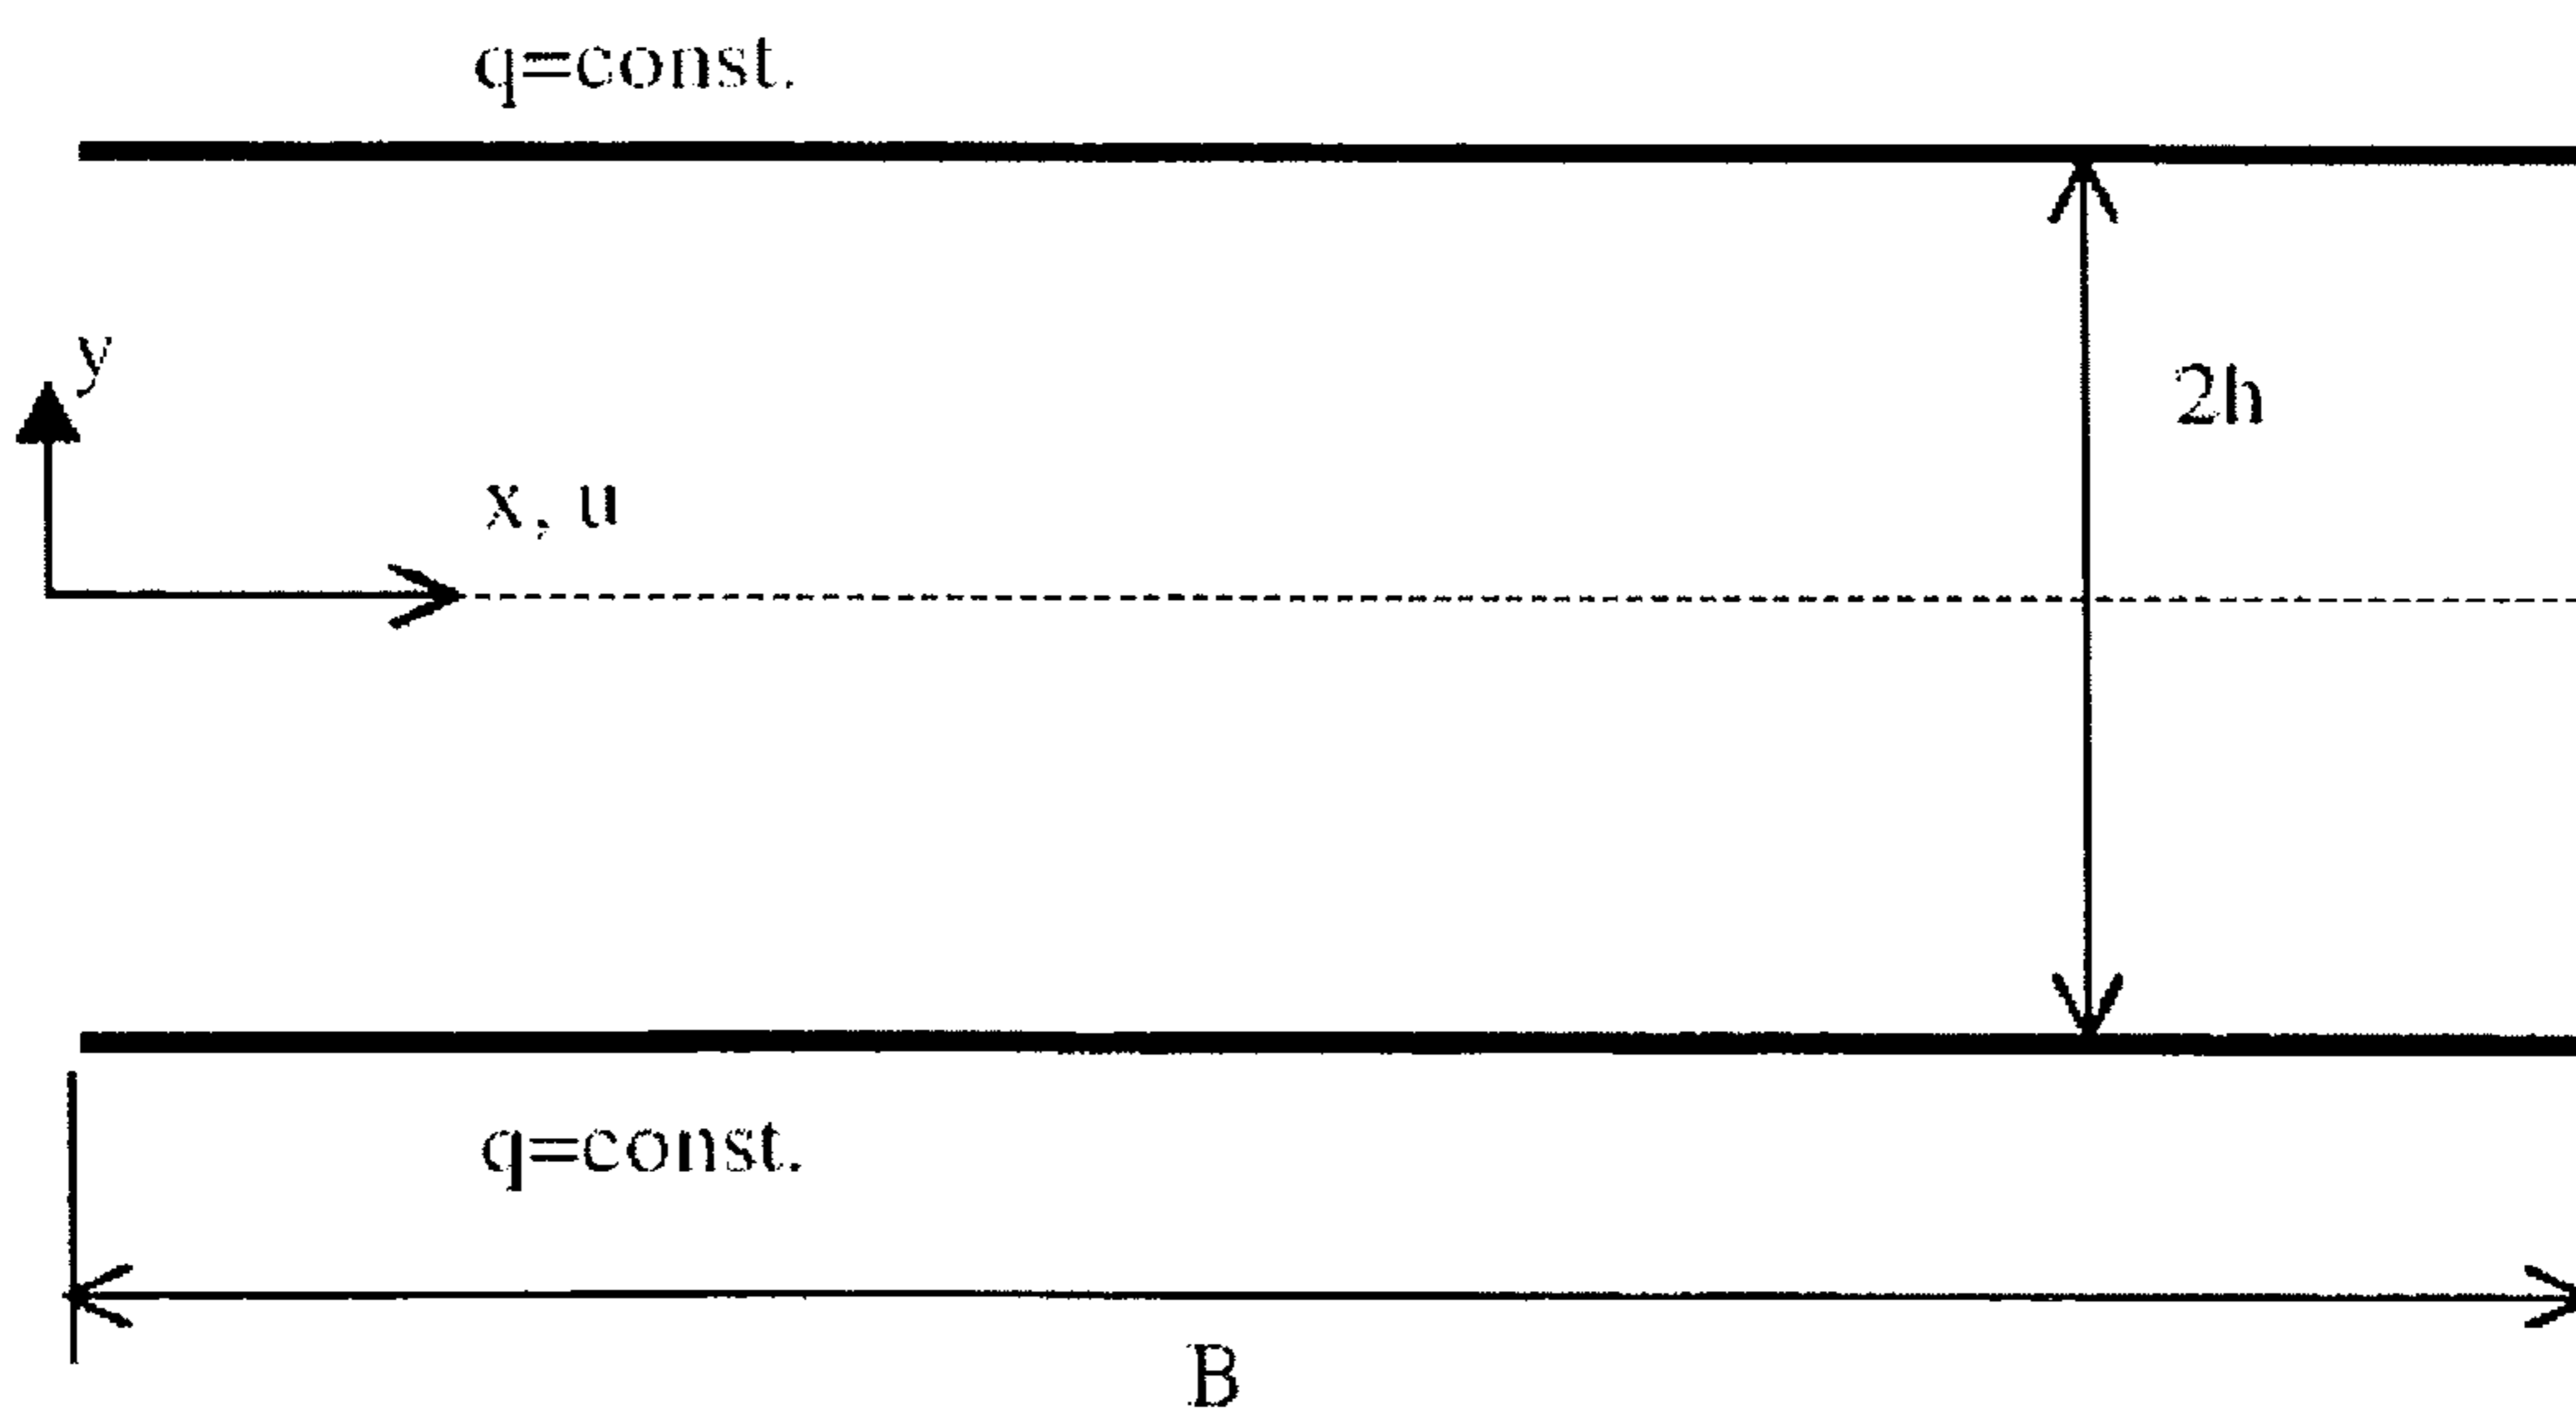 q=const.
y
2h
x, u
q=const.
B